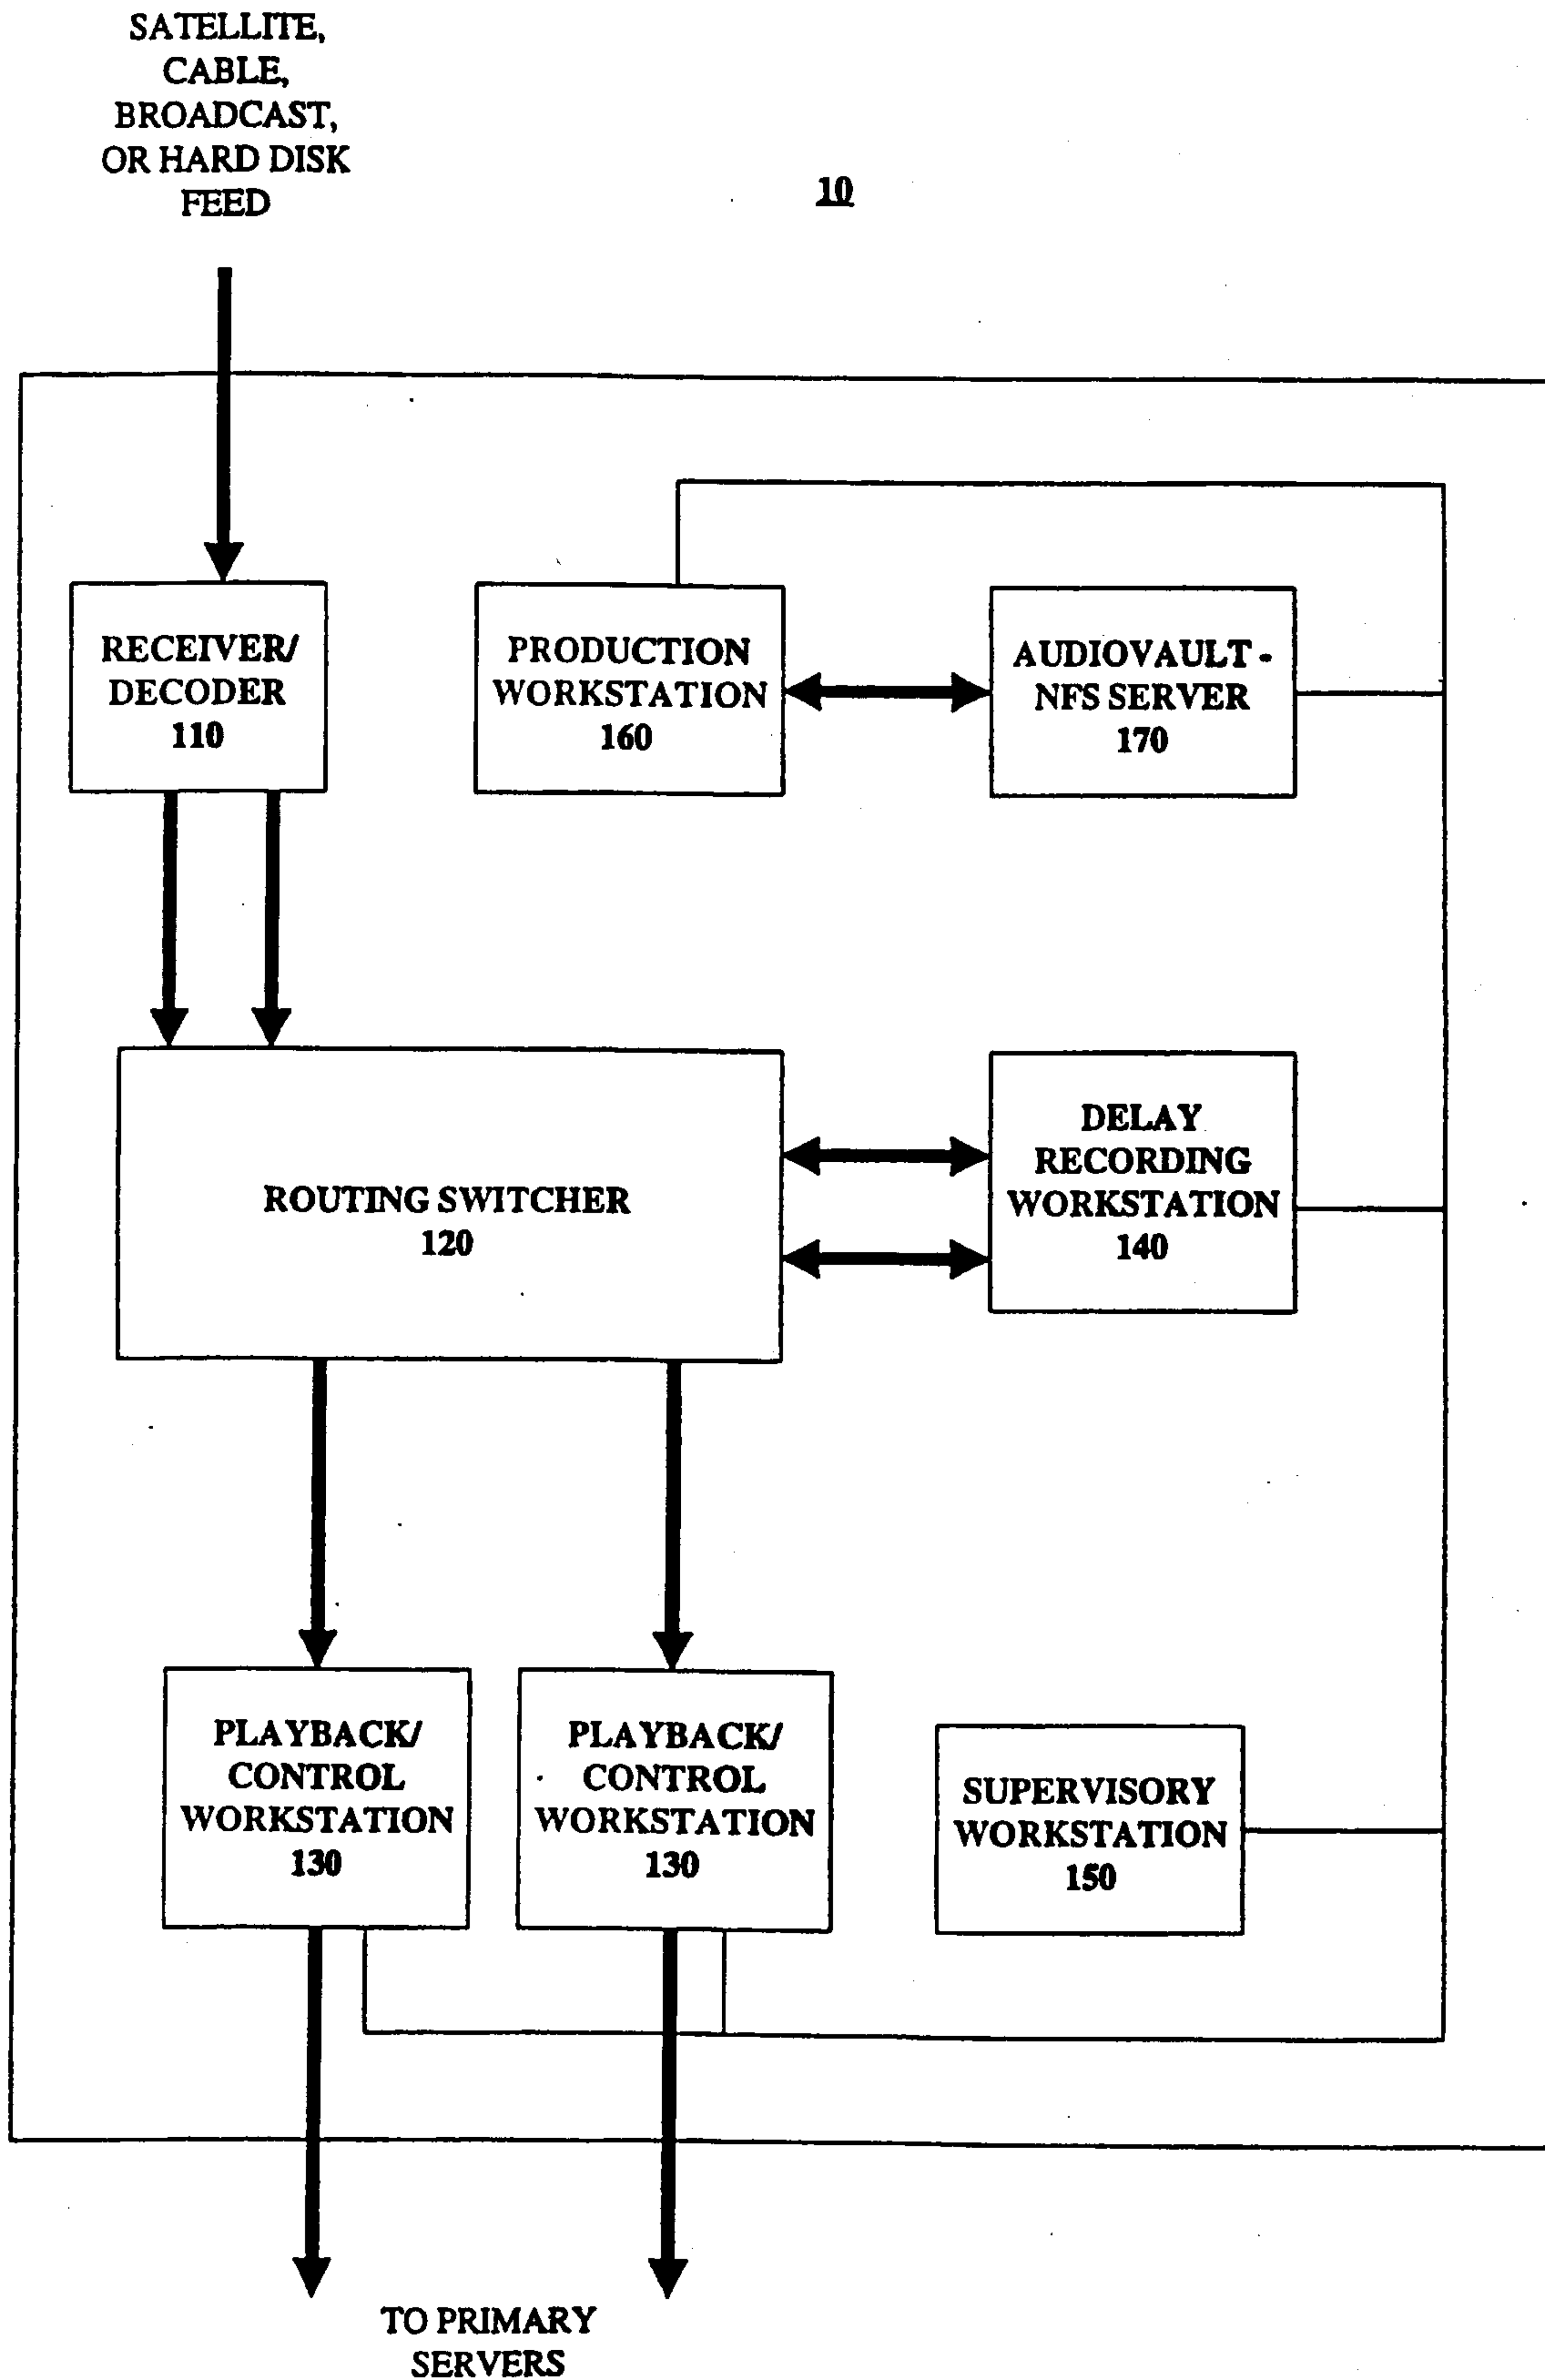 SATELLITE,
CABLE,
BROADCAST,
OR HARD DISK
FEED
10
RECEIVER/
DECODER
110
PRODUCTION
WORKSTATION
160
AUDIOVAULT -
NFS SERVER
170
ROUTING SWITCHER
120
DELAY
RECORDING
WORKSTATION
140
PLAYBACK/
CONTROL
WORKSTATION
130
PLAYBACK/
CONTROL
WORKSTATION
130
SUPERVISORY
WORKSTATION
150
TO PRIMARY
SERVERS